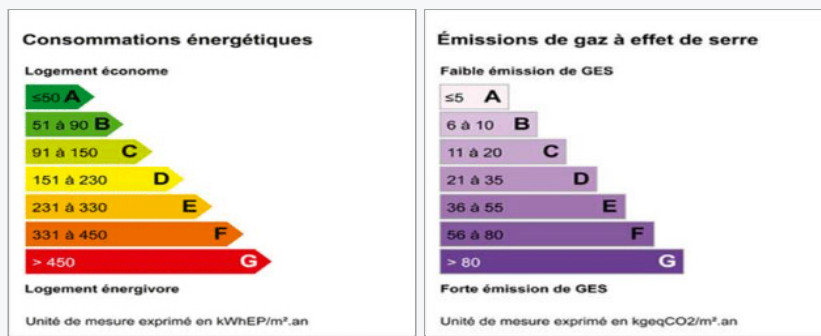 Consommations énergétiques
Logement économe
≤50 A
51 à 90 B
91 à 150 C
151 à 230 D
231 à 330 E
331 à 450 F
> 450 G
Logement énergivore
Unité de mesure exprimé en kWhEP/m².an
Émissions de gaz à effet de serre
Faible émission de GES
≤5 A
6 à 10 B
11 à 20 C
21 à 35 D
36 à 55 E
56 à 80 F
> 80 G
Forte émission de GES
Unité de mesure exprimé en kgeqCO2/m².an